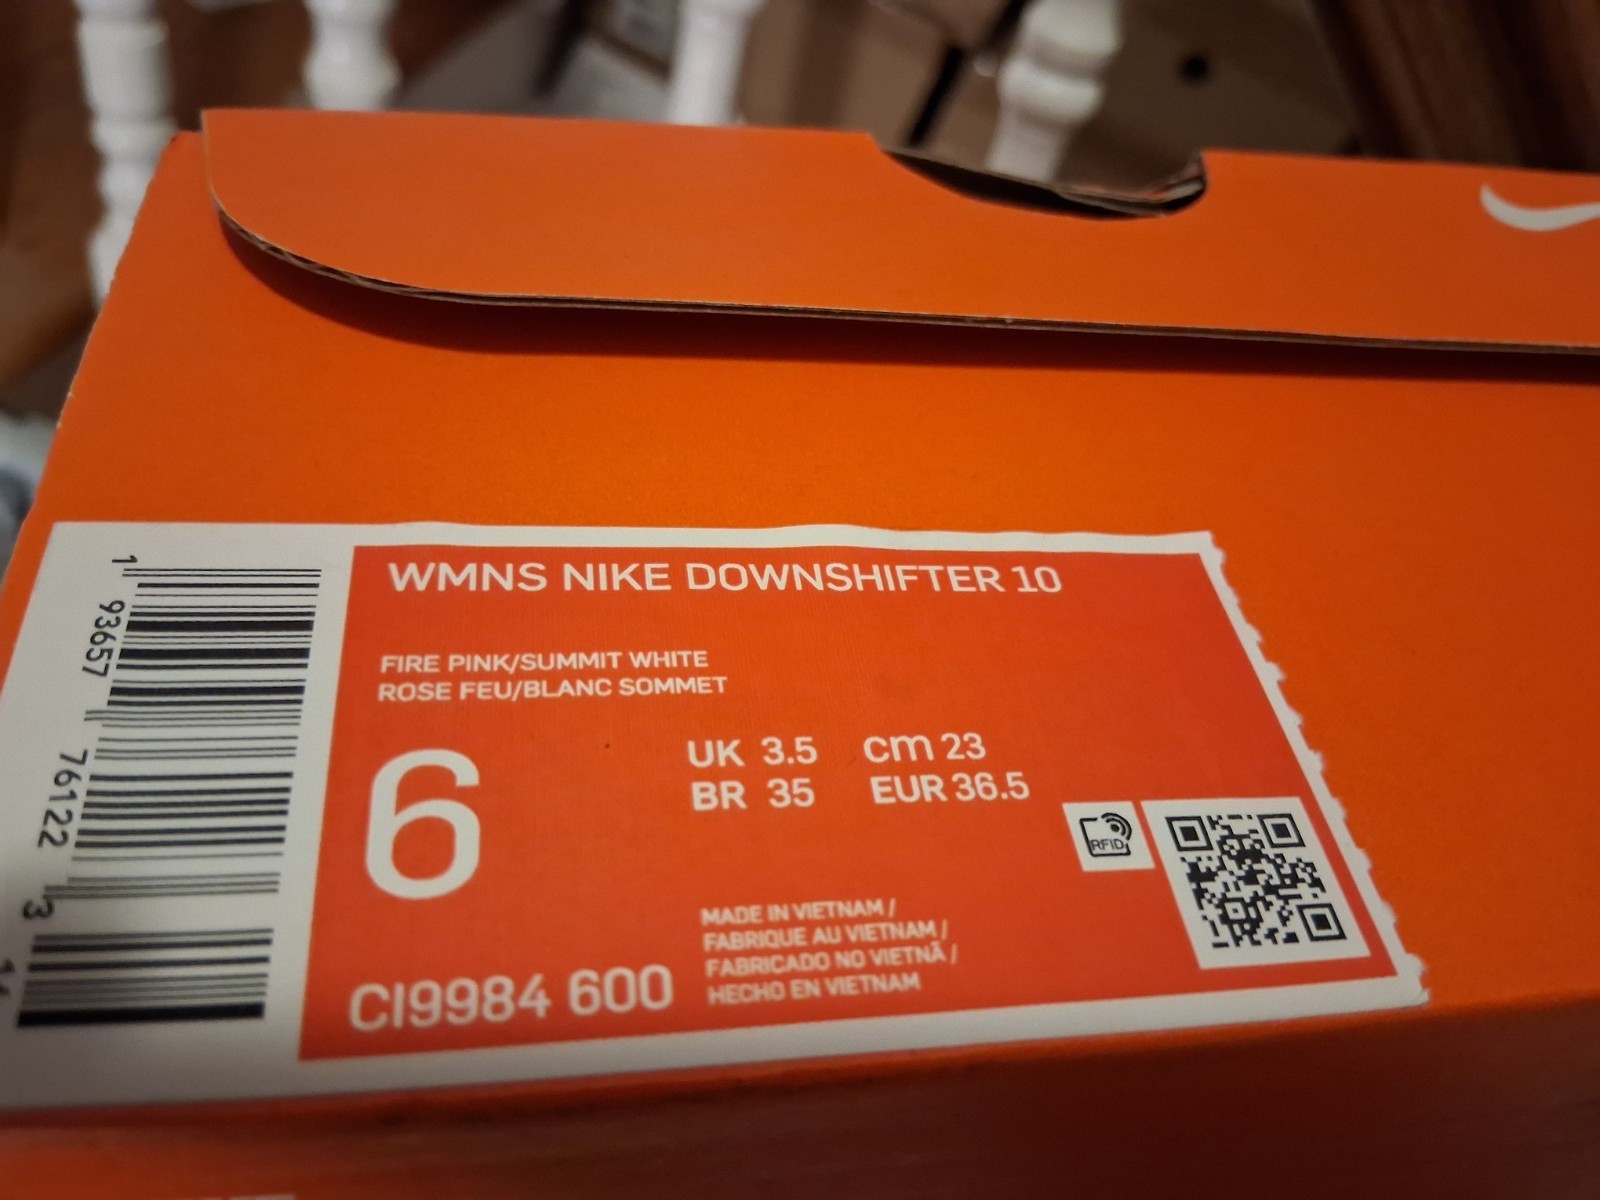 WMNS NIKE DOWNSHIFTER 10
FIRE PINK/SUMMIT WHITE
ROSE FEU/BLANC SOMMET
6
UK 3.5 cm 23
BR 35 EUR 36.5
RFID
MADE IN VIETNAM /
FABRIQUE AU VIETNAM /
FABRICADO NO VIETNÃ /
HECHO EN VIETNAM
CI9984 600
1 93657 76122 3